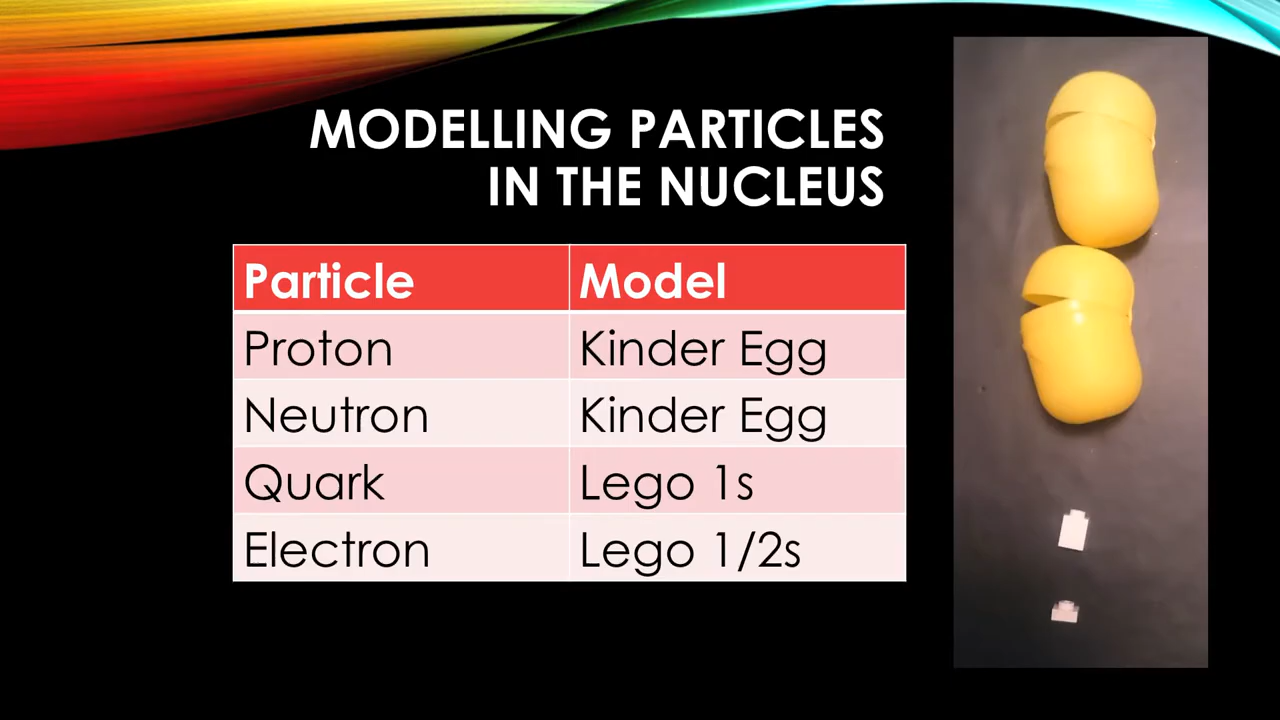 MODELLING PARTICLES
IN THE NUCLEUS
Particle Model
Proton Kinder Egg
Neutron Kinder Egg
Quark Lego 1s
Electron Lego 1/2s